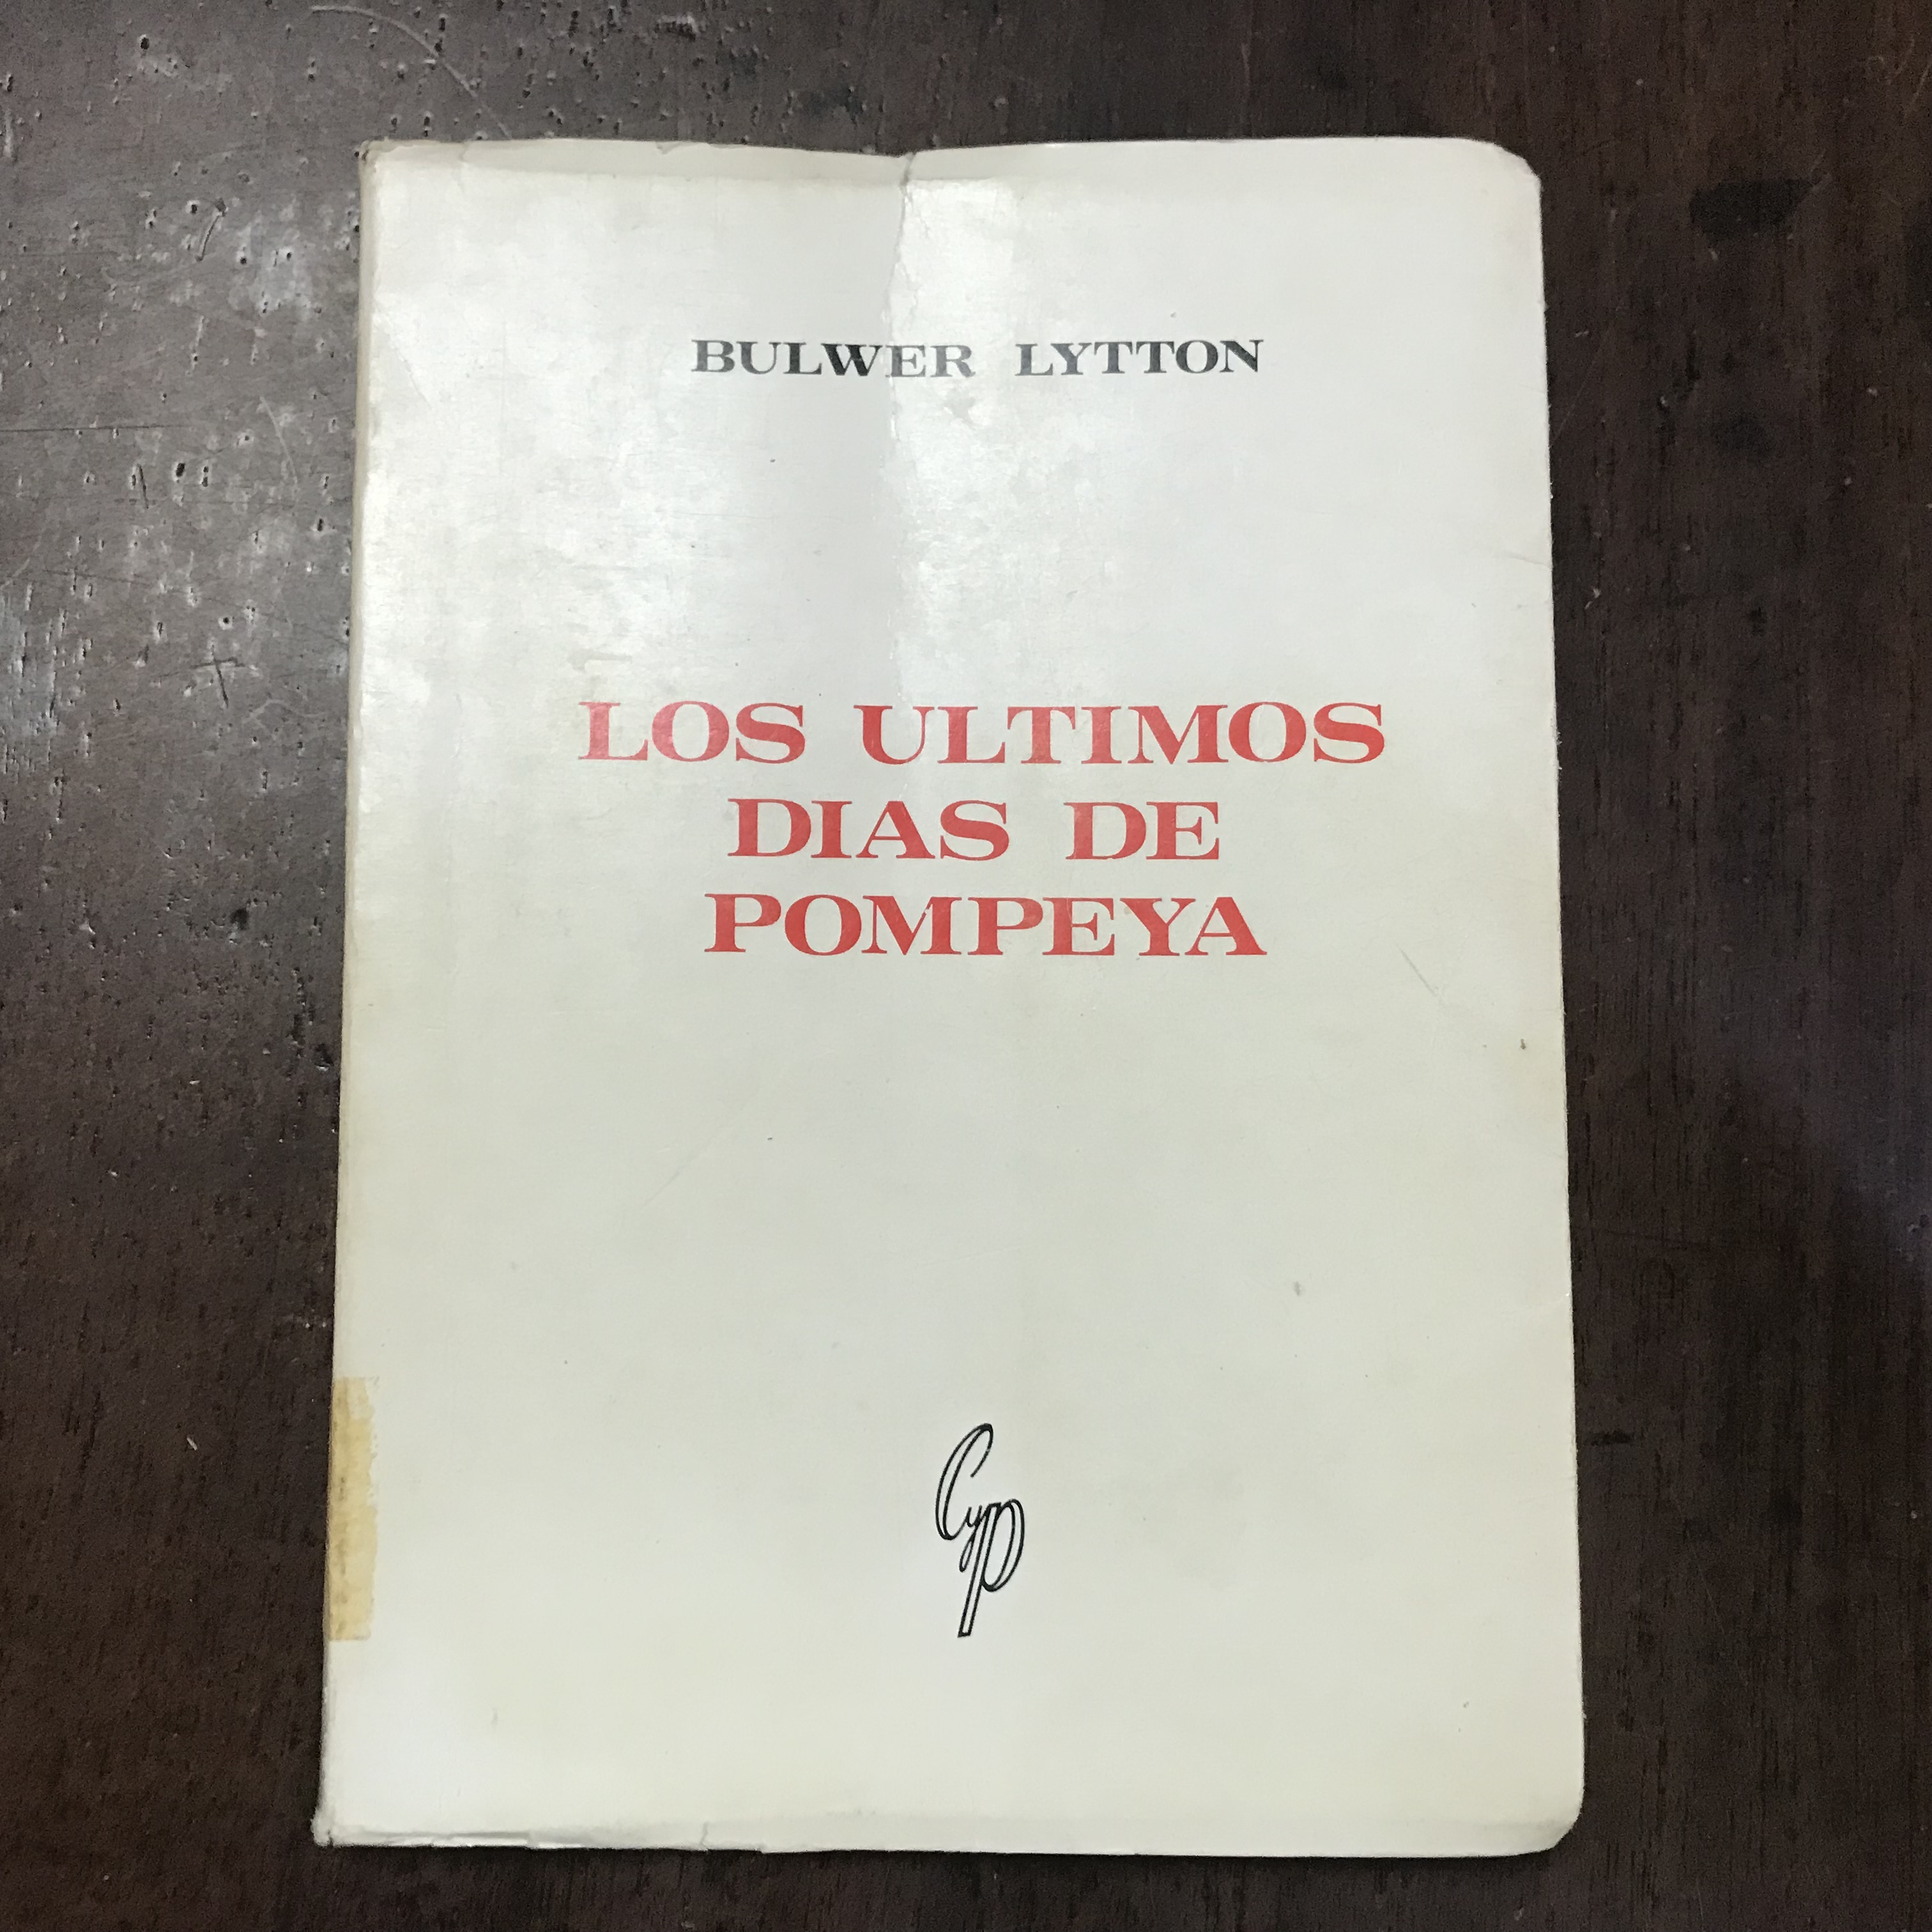 BULWER LYTTON
LOS ULTIMOS
DIAS DE
POMPEYA
CyP